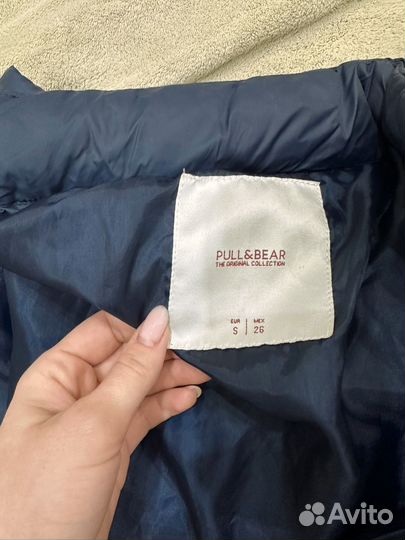 PULL&BEAR
THE ORIGINAL COLLECTION
EUR | MEX
S | 26
Avito